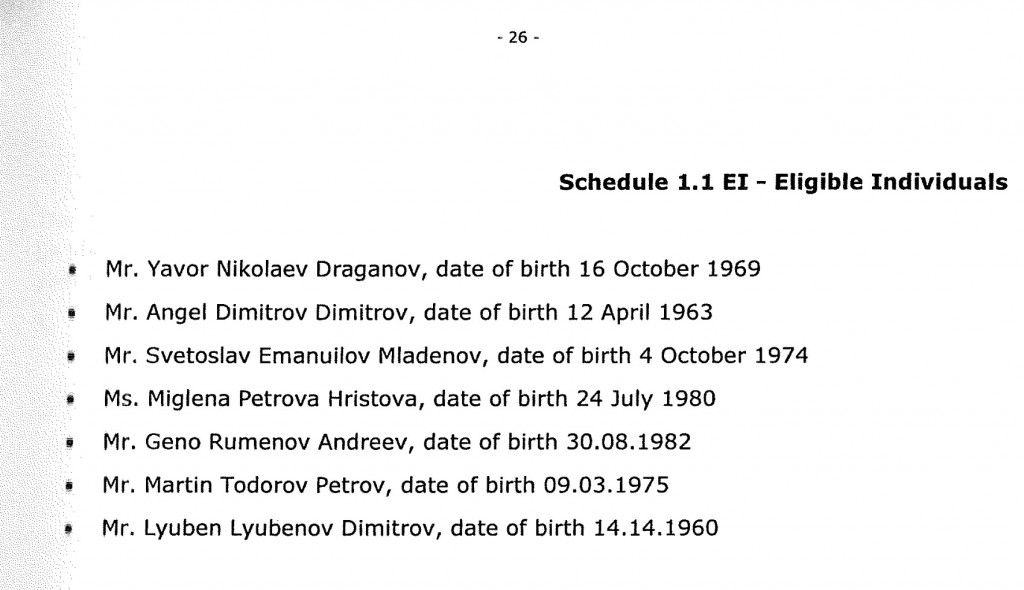 - 26 -
Schedule 1.1 EI – Eligible Individuals
Mr. Yavor Nikolaev Draganov, date of birth 16 October 1969
Mr. Angel Dimitrov Dimitrov, date of birth 12 April 1963
Mr. Svetoslav Emanuilov Mladenov, date of birth 4 October 1974
Ms. Miglena Petrova Hristova, date of birth 24 July 1980
Mr. Geno Rumenov Andreev, date of birth 30.08.1982
Mr. Martin Todorov Petrov, date of birth 09.03.1975
Mr. Lyuben Lyubenov Dimitrov, date of birth 14.14.1960